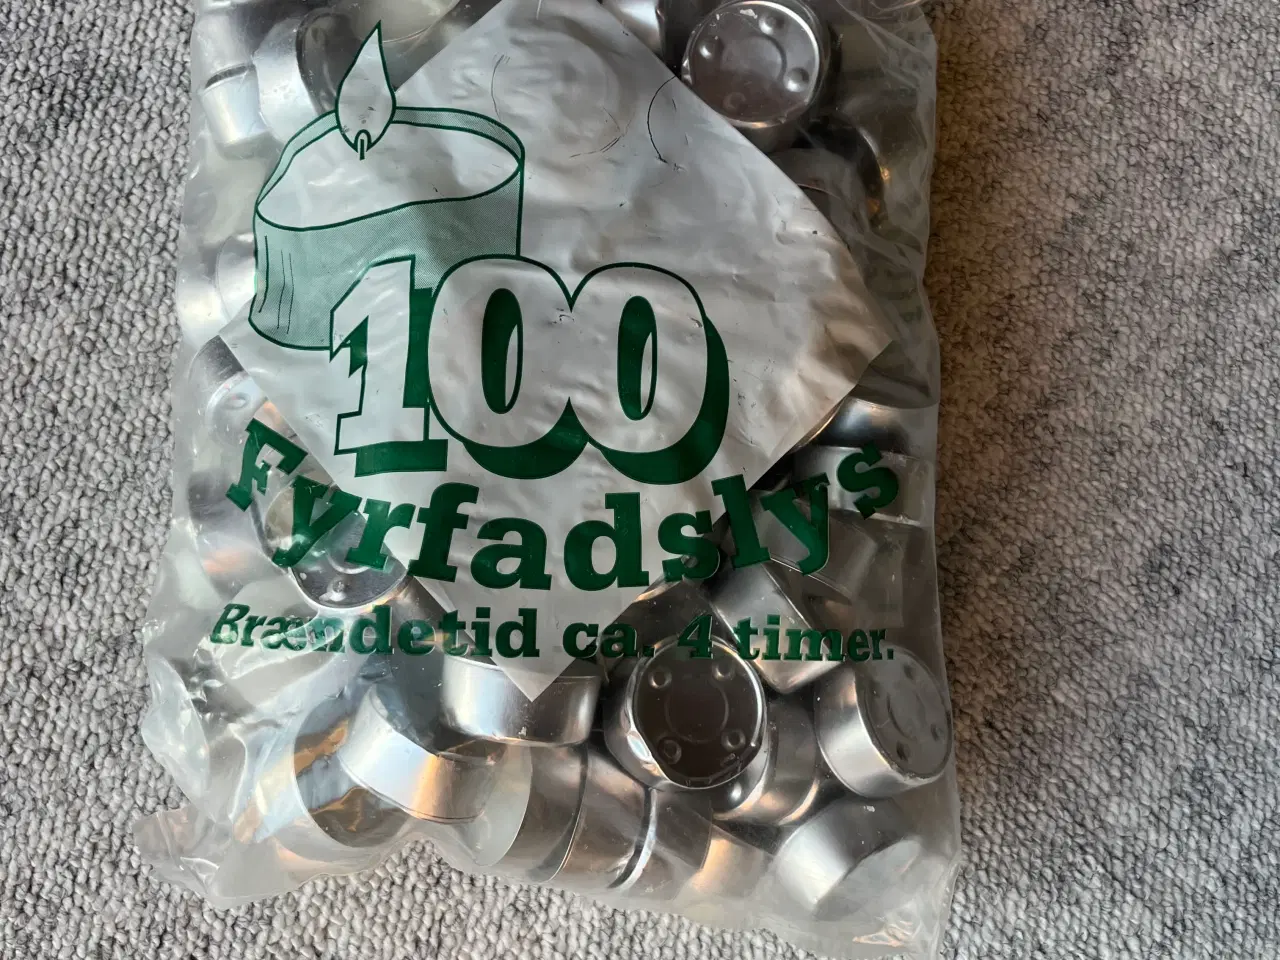 100
Fyrfadslys
Brændetid ca. 4 timer.